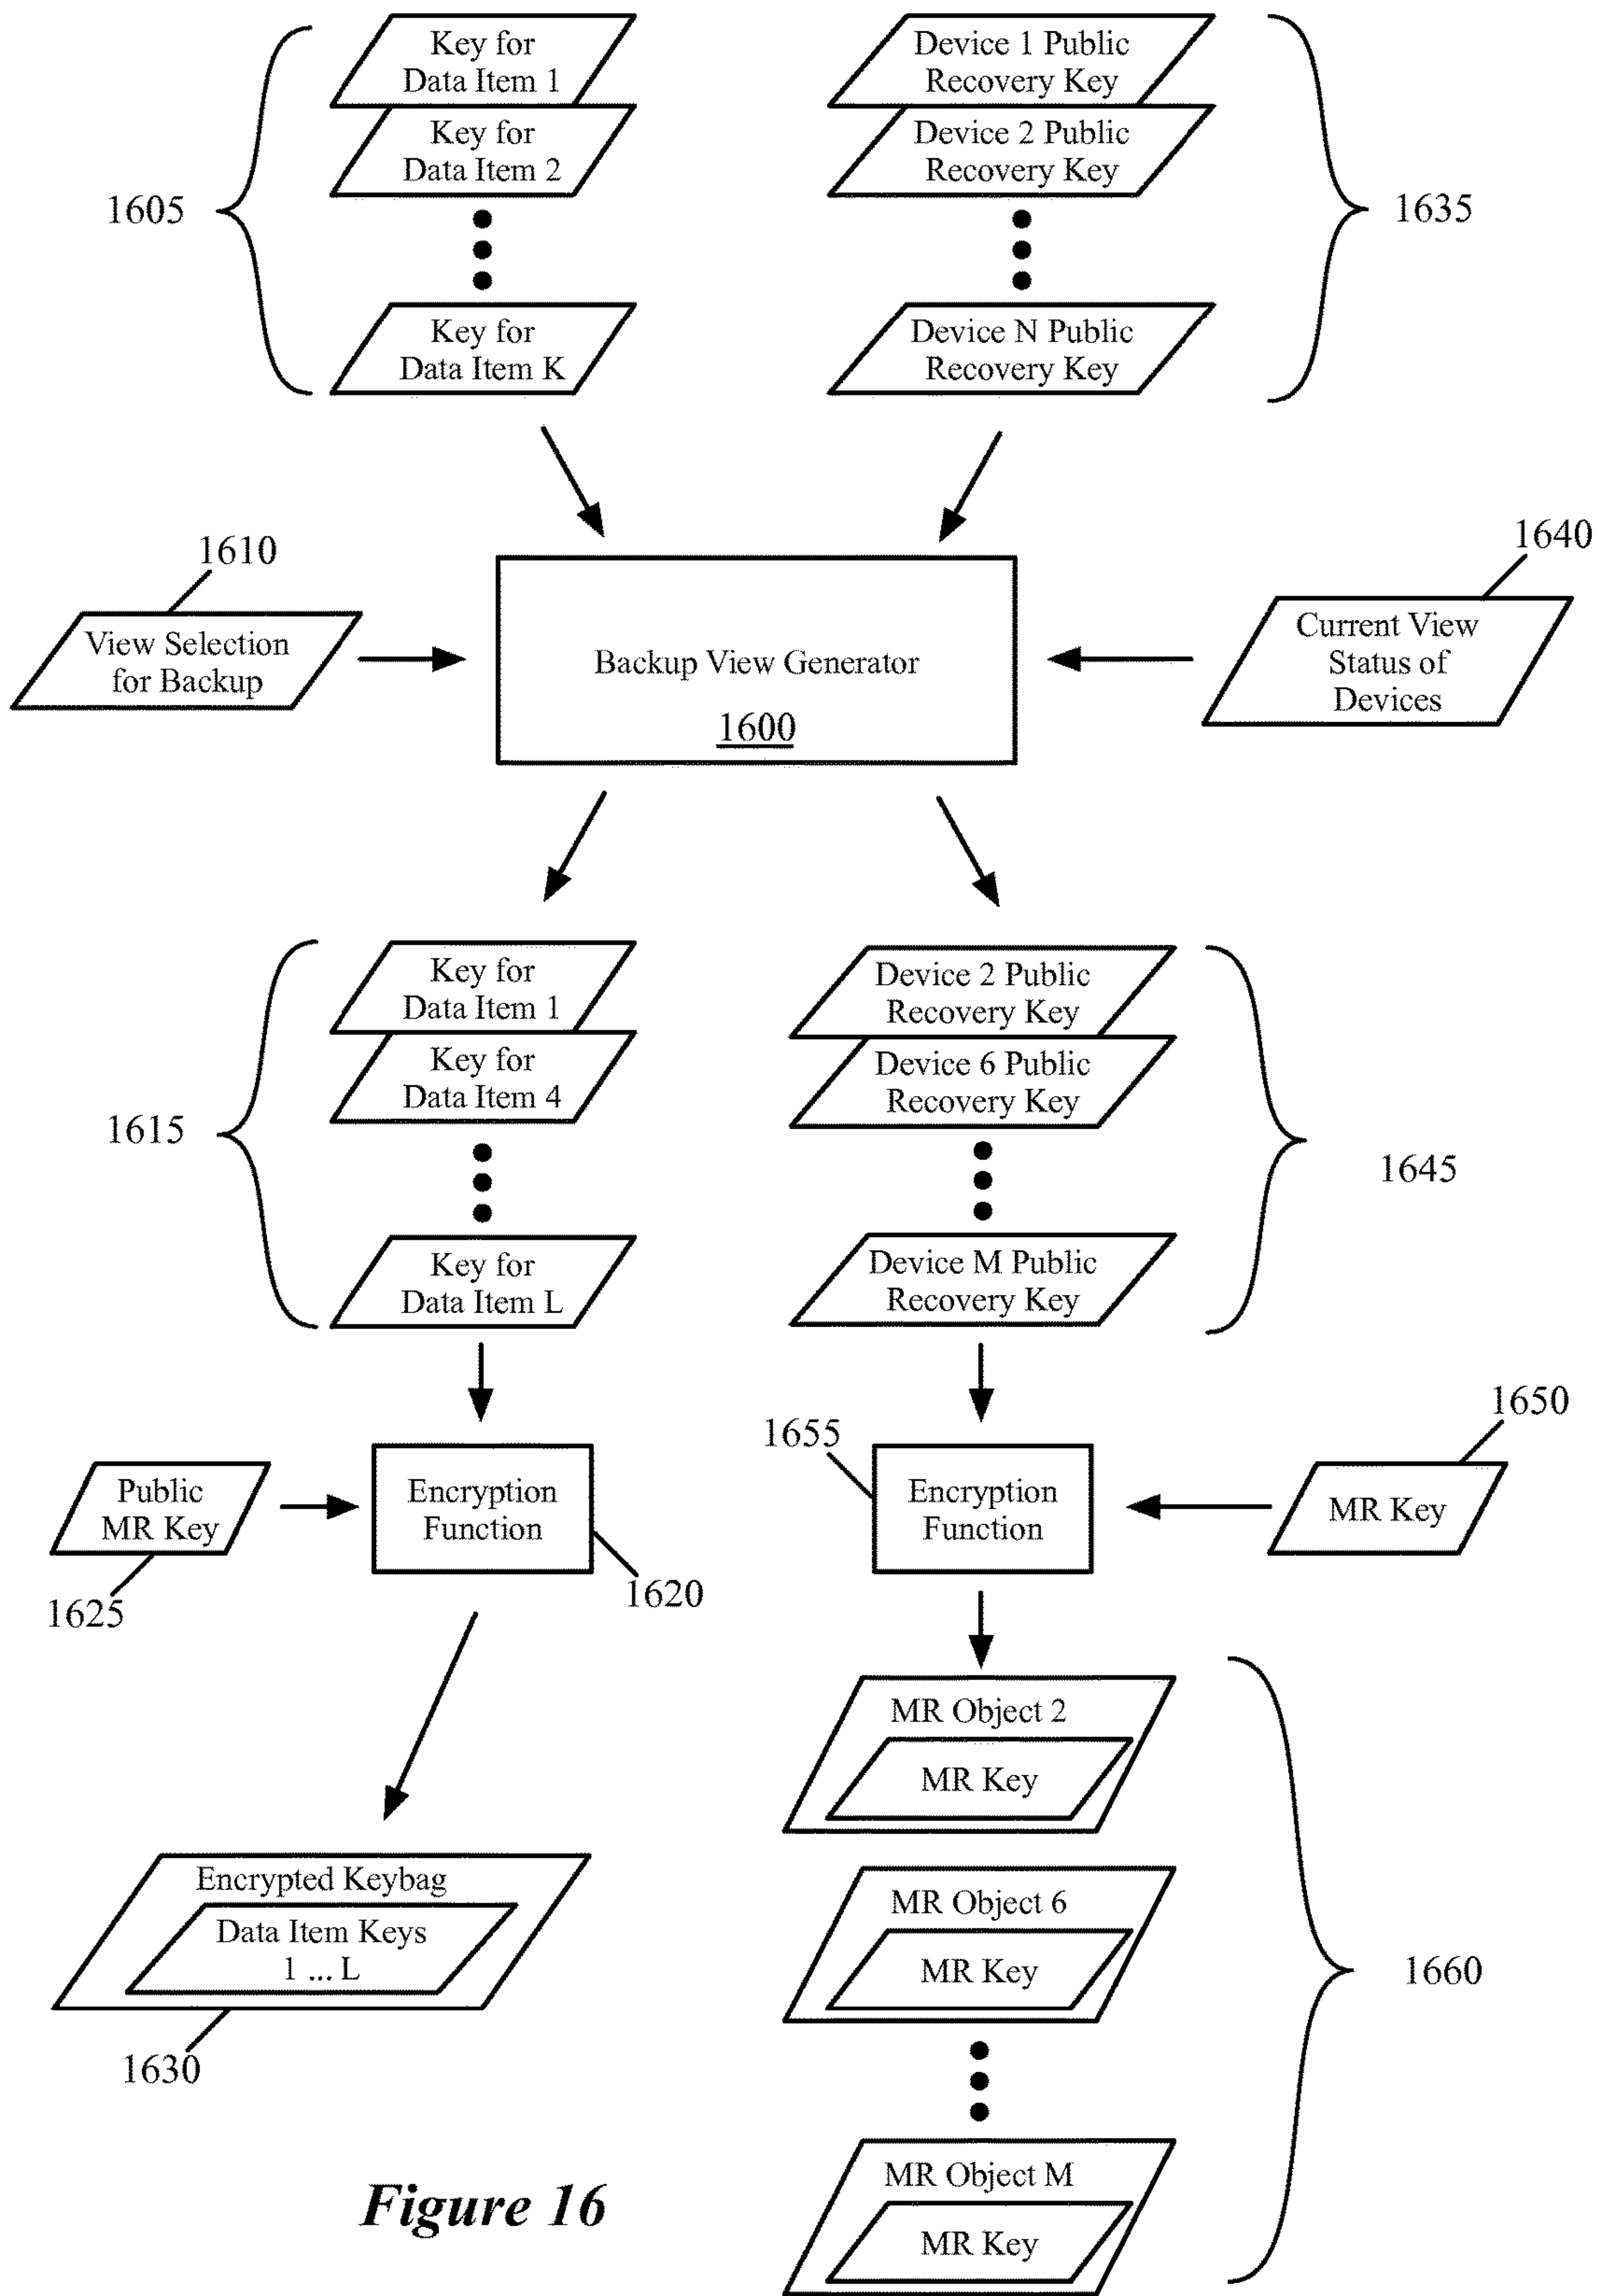 Key for
Data Item 1
Key for
Data Item 2
Key for
Data Item K
1605
Device 1 Public
Recovery Key
Device 2 Public
Recovery Key
Device N Public
Recovery Key
1635
1610
View Selection
for Backup
Backup View Generator
1600
1640
Current View
Status of
Devices
Key for
Data Item 1
Key for
Data Item 4
Key for
Data Item L
1615
Device 2 Public
Recovery Key
Device 6 Public
Recovery Key
Device M Public
Recovery Key
1645
Public
MR Key
1625
Encryption
Function
1620
1655
Encryption
Function
1650
MR Key
Encrypted Keybag
Data Item Keys
1 ... L
1630
MR Object 2
MR Key
MR Object 6
MR Key
MR Object M
MR Key
1660
Figure 16